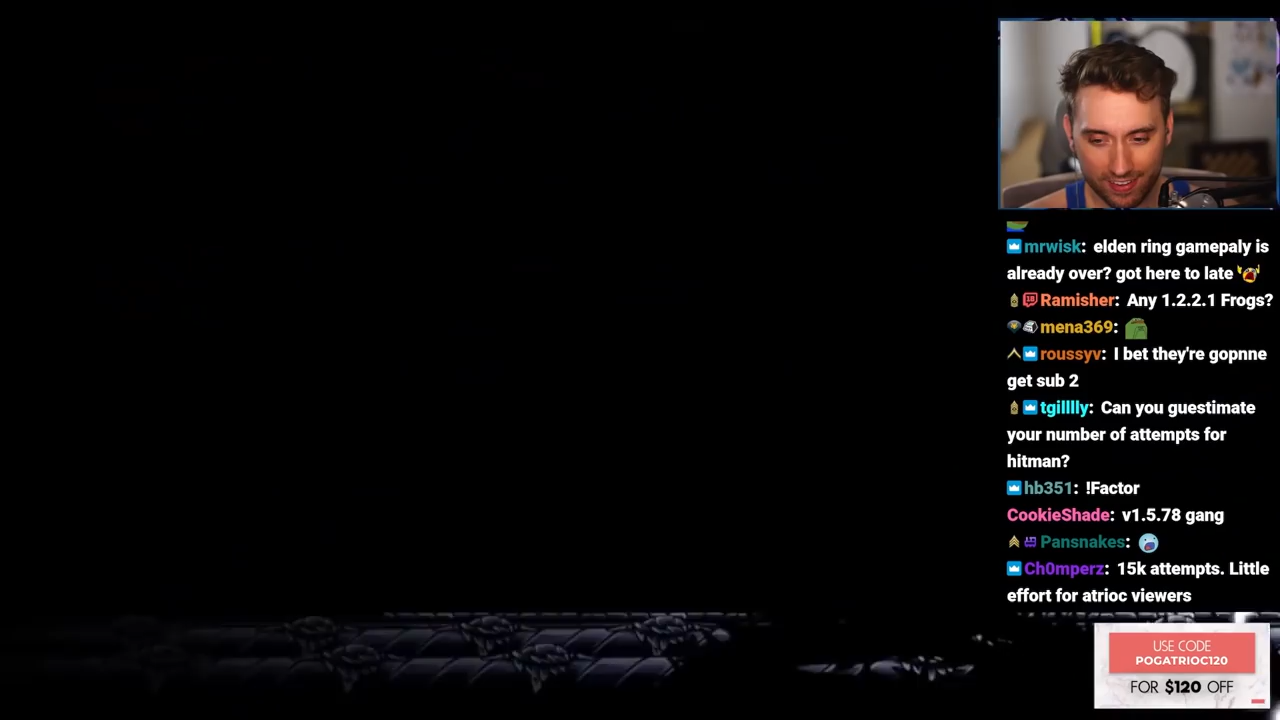 mrwisk: elden ring gamepaly is
already over? got here to late
Ramisher: Any 1.2.2.1 Frogs?
mena369:
roussyv: I bet they're gopnne
get sub 2
tgilllly: Can you guestimate
your number of attempts for
hitman?
hb351: !Factor
CookieShade: v1.5.78 gang
Pansnakes:
Ch0mperz: 15k attempts. Little
effort for atrioc viewers
USE CODE
POGATRIOC120
FOR $120 OFF